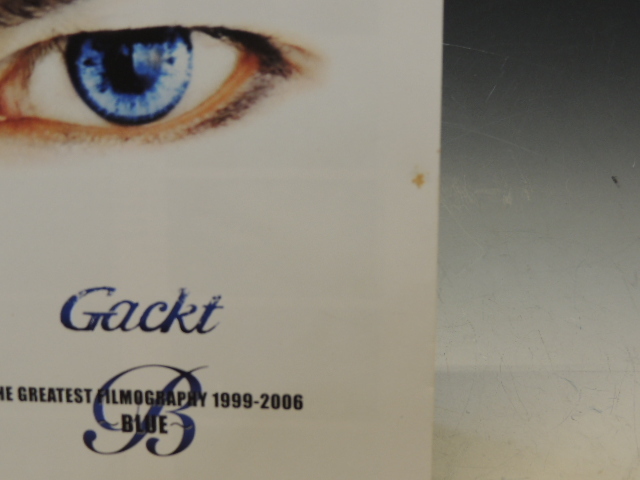 Gackt
HE GREATEST FILMOGRAPHY 1999-2006
B
~BLUE~